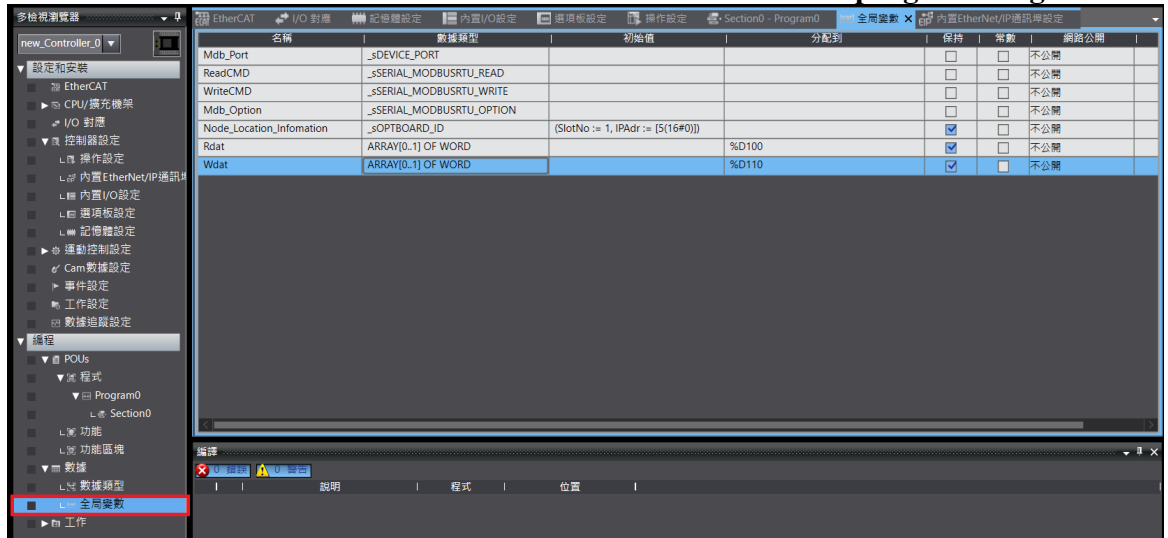 多檢視瀏覽器
new_Controller_0
設定和安裝
EtherCAT
CPU/擴充機架
I/O 對應
控制器設定
操作設定
內置EtherNet/IP通訊埠
內置I/O設定
選項板設定
記憶體設定
運動控制設定
Cam數據設定
事件設定
工作設定
數據追蹤設定
編程
POUs
程式
Program0
Section0
功能
功能區塊
數據
數據類型
全局變數
工作
EtherCAT I/O 對應 記憶體設定 內置I/O設定 選項板設定 操作設定 Section0 - Program0 全局變數 內置EtherNet/IP通訊埠設定
名稱 數據類型 初始值 分配到 保持 常數 網路公開
Mdb_Port _sDEVICE_PORT 不公開
ReadCMD _sSERIAL_MODBUSRTU_READ 不公開
WriteCMD _sSERIAL_MODBUSRTU_WRITE 不公開
Mdb_Option _sSERIAL_MODBUSRTU_OPTION 不公開
Node_Location_Infomation _sOPTBOARD_ID (SlotNo := 1, IPAdr := [5(16#0)]) 不公開
Rdat ARRAY[0..1] OF WORD %D100 不公開
Wdat ARRAY[0..1] OF WORD %D110 不公開
編譯
0 錯誤 0 警告
說明 程式 位置